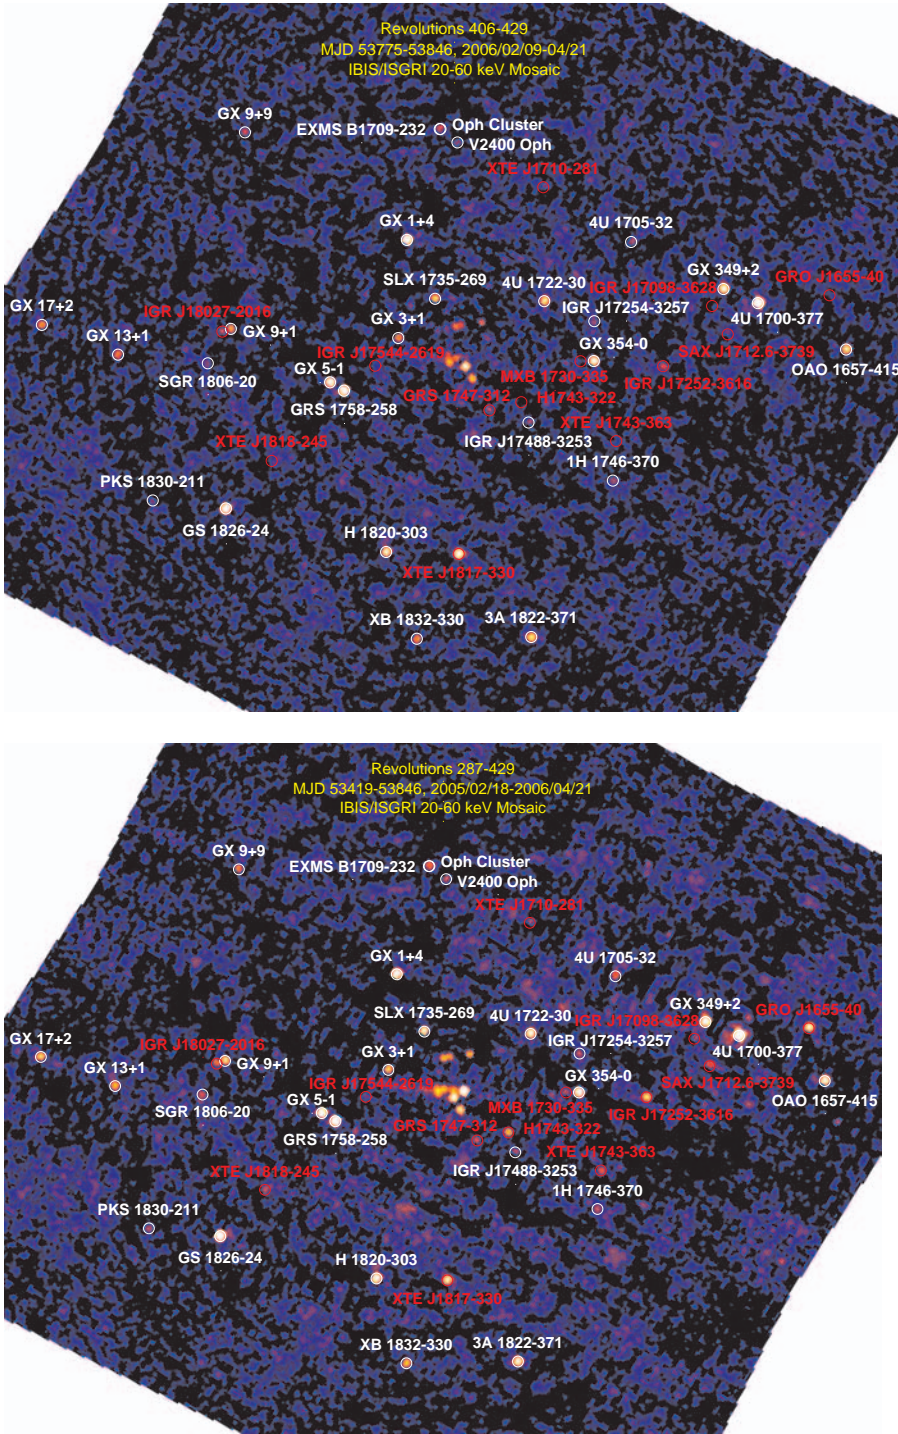 Revolutions 406-429
MJD 53775-53846, 2006/02/09-04/21
IBIS/ISGRI 20-60 keV Mosaic
GX 9+9
EXMS B1709-232
Oph Cluster
V2400 Oph
XTE J1710-281
GX 1+4
4U 1705-32
SLX 1735-269
4U 1722-30
GX 349+2
GRO J1655-40
IGR J17098-3628
GX 17+2
IGR J18027-2016
GX 9+1
GX 3+1
IGR J17254-3257
4U 1700-377
GX 13+1
GX 354-0
SAX J1712.6-3739
OAO 1657-415
IGR J17544-2619
SGR 1806-20
GX 5-1
MXB 1730-335
IGR J17252-3616
GRS 1758-258
GRS 1747-312
H1743-322
XTE J1743-363
XTE J1818-245
IGR J17488-3253
1H 1746-370
PKS 1830-211
GS 1826-24
H 1820-303
XTE J1817-330
XB 1832-330
3A 1822-371
Revolutions 287-429
MJD 53419-53846, 2005/02/18-2006/04/21
IBIS/ISGRI 20-60 keV Mosaic
GX 9+9
EXMS B1709-232
Oph Cluster
V2400 Oph
XTE J1710-281
GX 1+4
4U 1705-32
SLX 1735-269
4U 1722-30
GX 349+2
GRO J1655-40
IGR J17098-3628
GX 17+2
IGR J18027-2016
GX 9+1
GX 3+1
IGR J17254-3257
4U 1700-377
GX 13+1
GX 354-0
SAX J1712.6-3739
OAO 1657-415
IGR J17544-2619
SGR 1806-20
GX 5-1
MXB 1730-335
IGR J17252-3616
GRS 1758-258
GRS 1747-312
H1743-322
XTE J1743-363
IGR J17488-3253
XTE J1818-245
1H 1746-370
PKS 1830-211
GS 1826-24
H 1820-303
XTE J1817-330
XB 1832-330
3A 1822-371